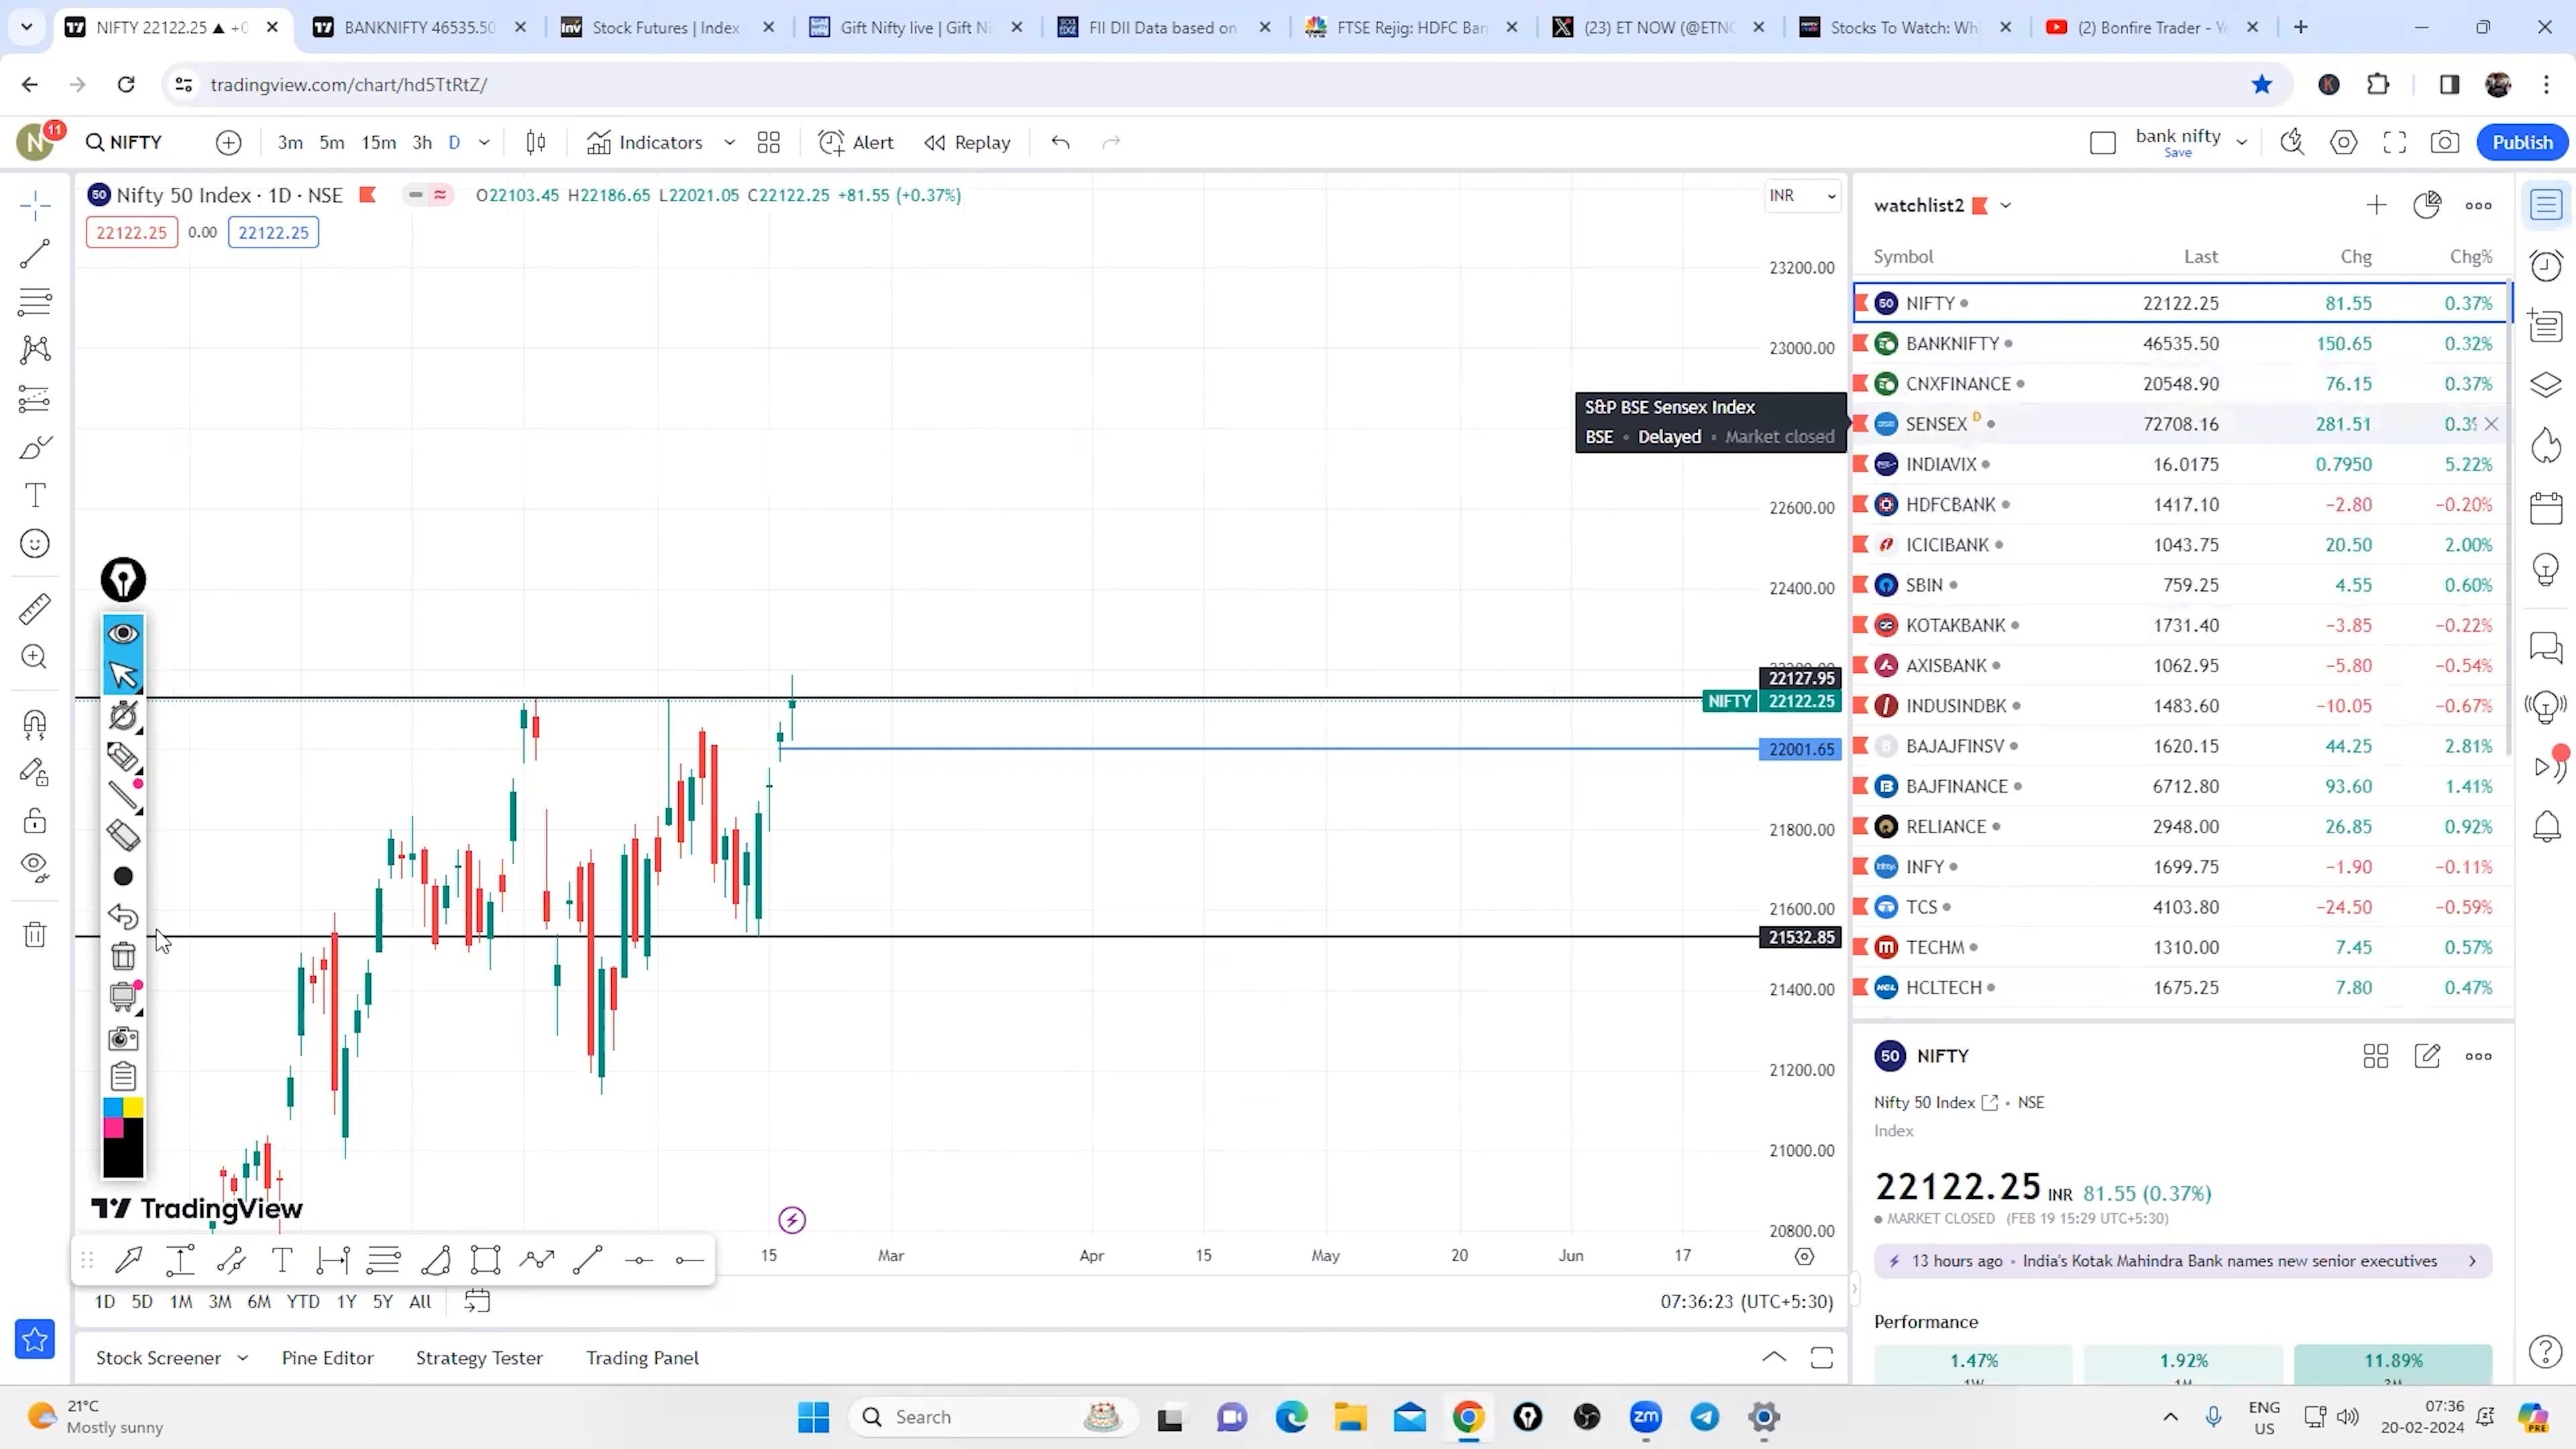 NIFTY 22122.25 ▲ +0
BANKNIFTY 46535.50
Stock Futures | Index
Gift Nifty live | Gift Ni
FII DII Data based on
FTSE Rejig: HDFC Ban
(23) ET NOW (@ETNO
Stocks To Watch: Wh
(2) Bonfire Trader - Yo
tradingview.com/chart/hd5TtRtZ/
N 11
NIFTY
3m 5m 15m 3h D
Indicators
Alert
Replay
bank nifty
Save
Publish
50 Nifty 50 Index · 1D · NSE
O22103.45 H22186.65 L22021.05 C22122.25 +81.55 (+0.37%)
INR
22122.25 0.00 22122.25
23200.00
23000.00
22600.00
22400.00
22127.95
NIFTY 22122.25
22001.65
21800.00
21600.00
21532.85
21400.00
21200.00
21000.00
20800.00
S&P BSE Sensex Index
BSE • Delayed • Market closed
TradingView
15 Mar Apr 15 May 20 Jun 17
1D 5D 1M 3M 6M YTD 1Y 5Y All
07:36:23 (UTC+5:30)
Stock Screener
Pine Editor
Strategy Tester
Trading Panel
watchlist2
Symbol Last Chg Chg%
50 NIFTY 22122.25 81.55 0.37%
BANKNIFTY 46535.50 150.65 0.32%
CNXFINANCE 20548.90 76.15 0.37%
SENSEX D 72708.16 281.51 0.39
INDIAVIX 16.0175 0.7950 5.22%
HDFCBANK 1417.10 −2.80 −0.20%
ICICIBANK 1043.75 20.50 2.00%
SBIN 759.25 4.55 0.60%
KOTAKBANK 1731.40 −3.85 −0.22%
AXISBANK 1062.95 −5.80 −0.54%
INDUSINDBK 1483.60 −10.05 −0.67%
BAJAJFINSV 1620.15 44.25 2.81%
BAJFINANCE 6712.80 93.60 1.41%
RELIANCE 2948.00 26.85 0.92%
INFY 1699.75 −1.90 −0.11%
TCS 4103.80 −24.50 −0.59%
TECHM 1310.00 7.45 0.57%
HCLTECH 1675.25 7.80 0.47%
50 NIFTY
Nifty 50 Index • NSE
Index
22122.25 INR 81.55 (0.37%)
MARKET CLOSED (FEB 19 15:29 UTC+5:30)
13 hours ago • India's Kotak Mahindra Bank names new senior executives
Performance
1.47% 1.92% 11.89%
21°C
Mostly sunny
Search
zm
ENG
US
07:36
20-02-2024
PRE